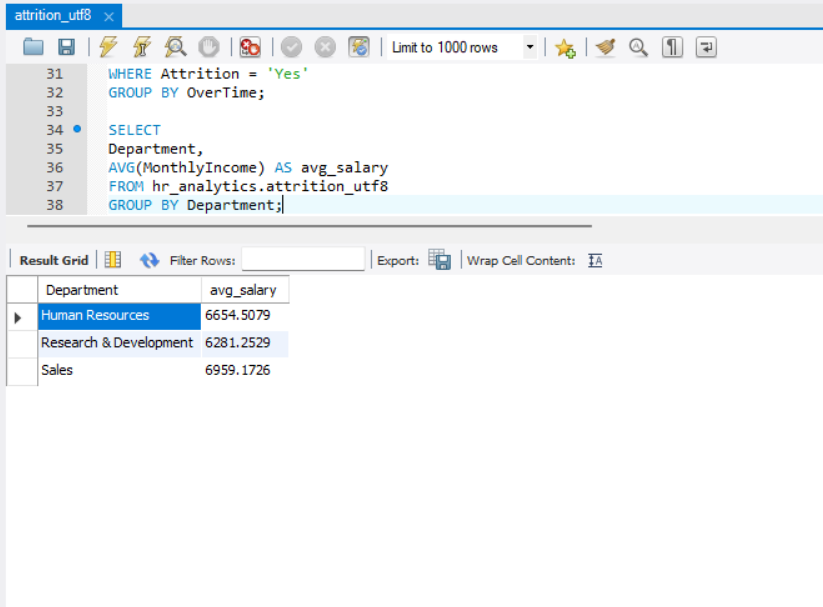 attrition_utf8
Limit to 1000 rows
31 WHERE Attrition = 'Yes'
32 GROUP BY OverTime;
33
34 SELECT
35 Department,
36 AVG(MonthlyIncome) AS avg_salary
37 FROM hr_analytics.attrition_utf8
38 GROUP BY Department;
Result Grid Filter Rows: Export: Wrap Cell Content: IA
Department avg_salary
Human Resources 6654.5079
Research & Development 6281.2529
Sales 6959.1726